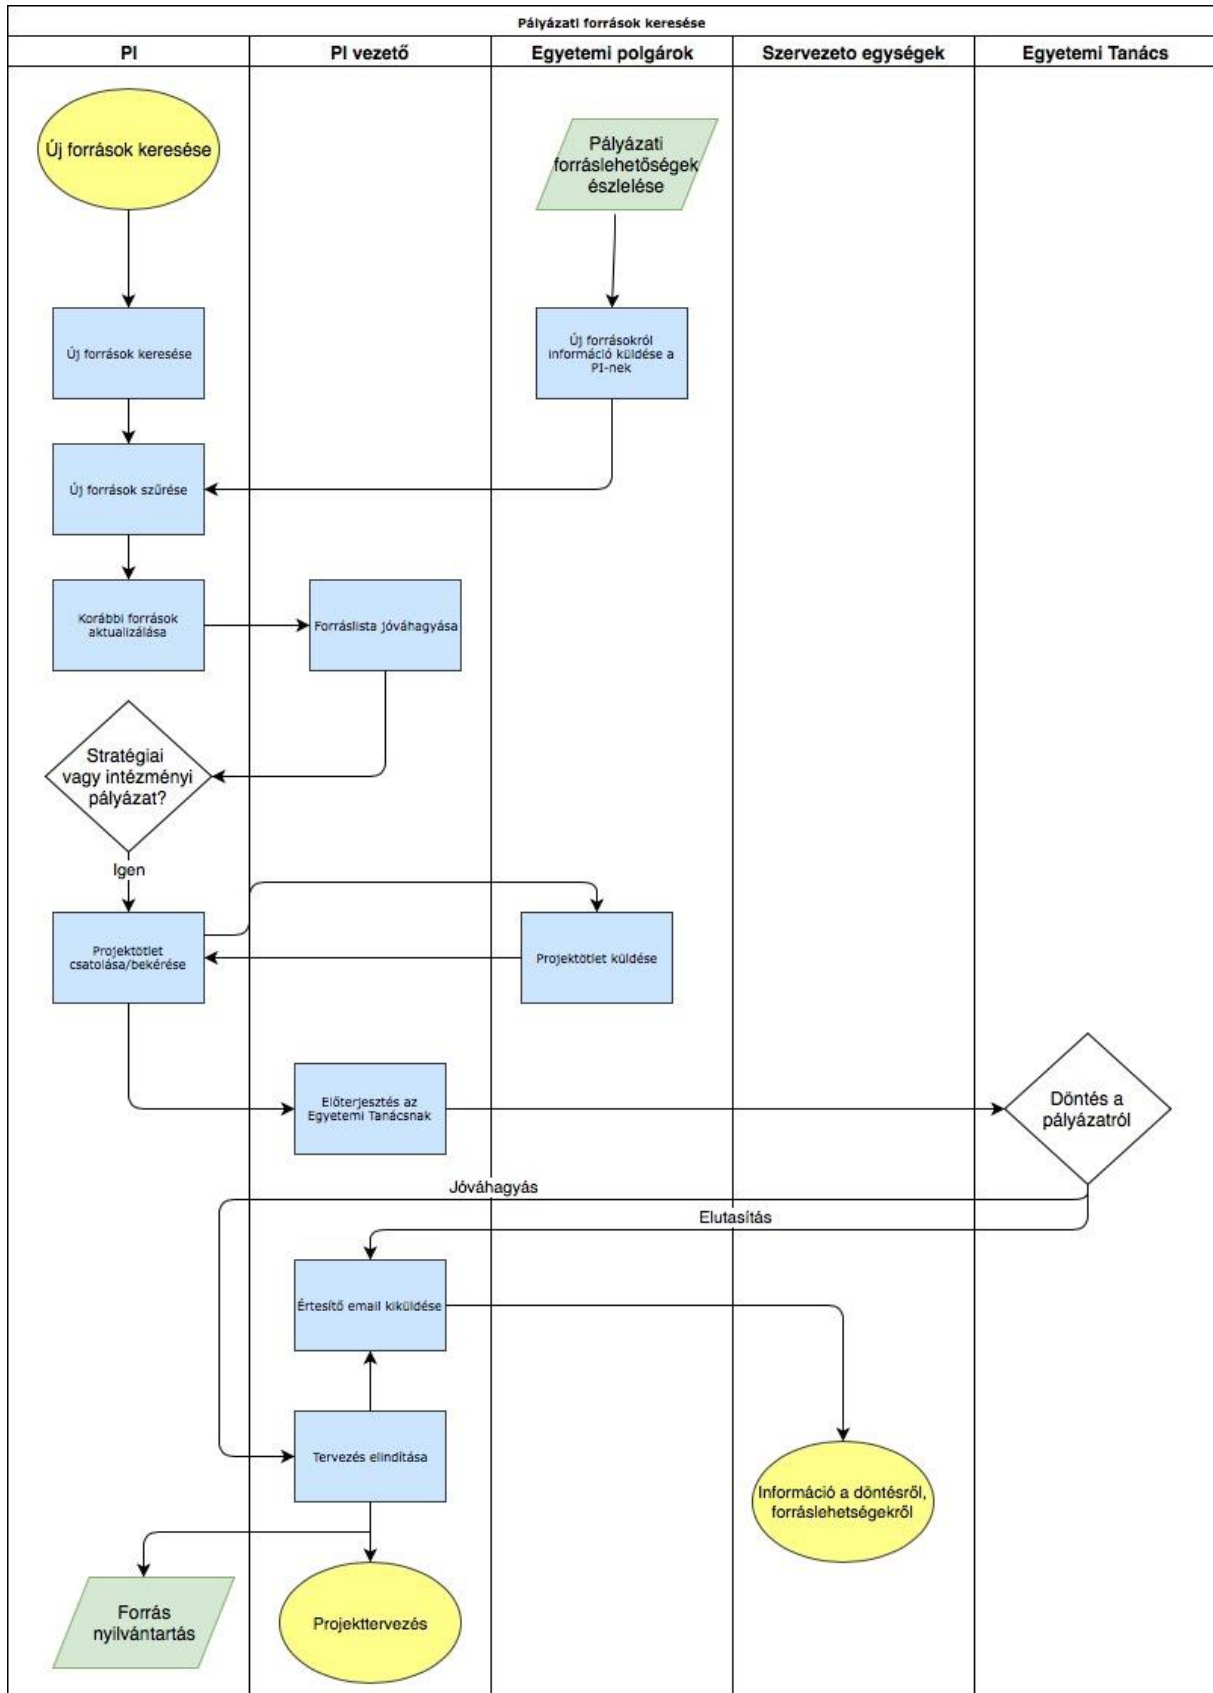 Pályázati források keresése
PI
PI vezető
Egyetemi polgárok
Szervezeto egységek
Egyetemi Tanács
Új források keresése
Pályázati
forráslehetőségek
észlelése
Új források keresése
Új forrásokról
információ küldése a
PI-nek
Új források szűrése
Korábbi források
aktualizálása
Forráslista jóváhagyása
Stratégiai
vagy intézményi
pályázat?
Igen
Projektötlet
csatolása/bekérése
Projektötlet küldése
Előterjesztés az
Egyetemi Tanácsnak
Döntés a
pályázatról
Jóváhagyás
Elutasítás
Értesítő email kiküldése
Tervezés elindítása
Információ a döntésről,
forráslehetségekről
Forrás
nyilvántartás
Projekttervezés